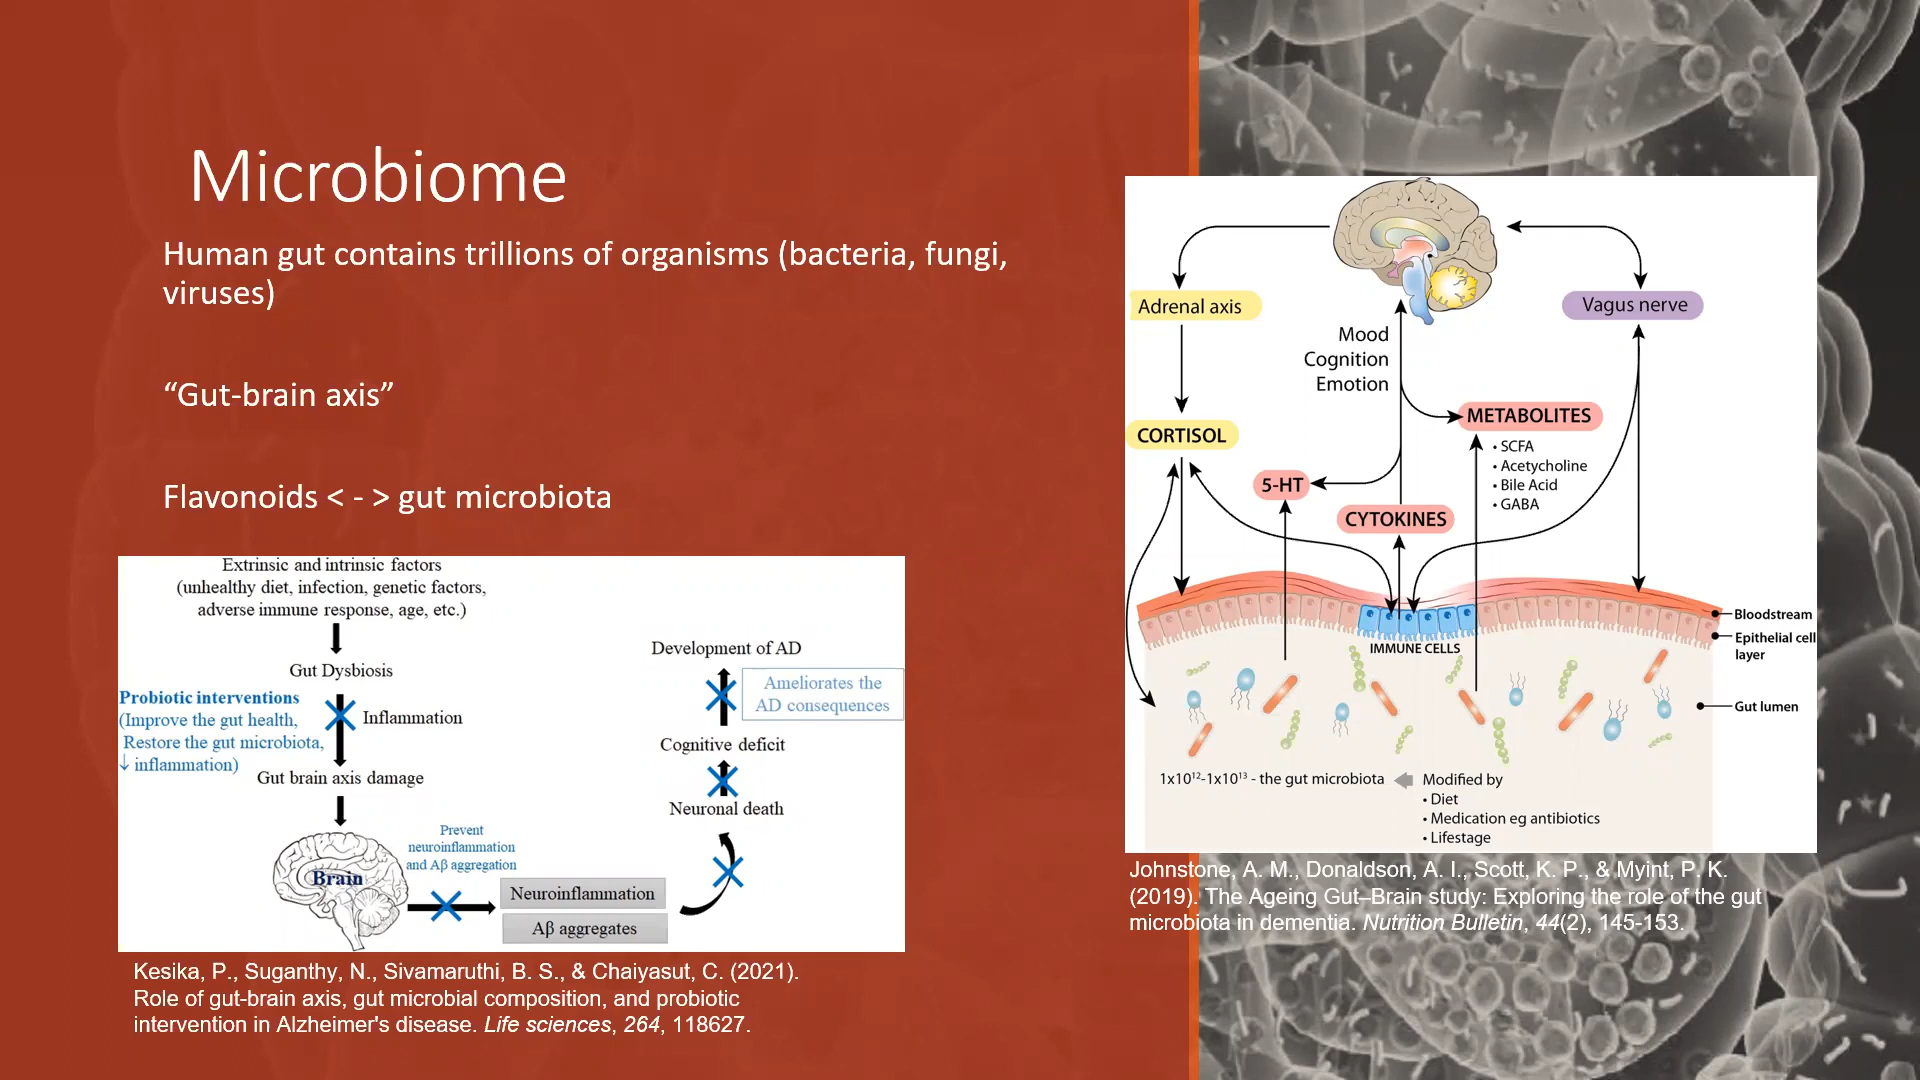 Microbiome
Human gut contains trillions of organisms (bacteria, fungi,
viruses)
“Gut-brain axis”
Flavonoids < - > gut microbiota
Extrinsic and intrinsic factors
(unhealthy diet, infection, genetic factors,
adverse immune response, age, etc.)
Gut Dysbiosis
Probiotic interventions
(Improve the gut health,
Restore the gut microbiota,
↓ inflammation)
Inflammation
Gut brain axis damage
Brain
Prevent
neuroinflammation
and Aβ aggregation
Neuroinflammation
Aβ aggregates
Neuronal death
Cognitive deficit
Development of AD
Ameliorates the
AD consequences
Kesika, P., Suganthy, N., Sivamaruthi, B. S., & Chaiyasut, C. (2021).
Role of gut-brain axis, gut microbial composition, and probiotic
intervention in Alzheimer's disease. Life sciences, 264, 118627.
Adrenal axis
Vagus nerve
Mood
Cognition
Emotion
CORTISOL
METABOLITES
• SCFA
• Acetycholine
• Bile Acid
• GABA
5-HT
CYTOKINES
IMMUNE CELLS
Bloodstream
Epithelial cell
layer
Gut lumen
1x10¹²-1x10¹³ - the gut microbiota
Modified by
• Diet
• Medication eg antibiotics
• Lifestage
Johnstone, A. M., Donaldson, A. I., Scott, K. P., & Myint, P. K.
(2019). The Ageing Gut–Brain study: Exploring the role of the gut
microbiota in dementia. Nutrition Bulletin, 44(2), 145-153.